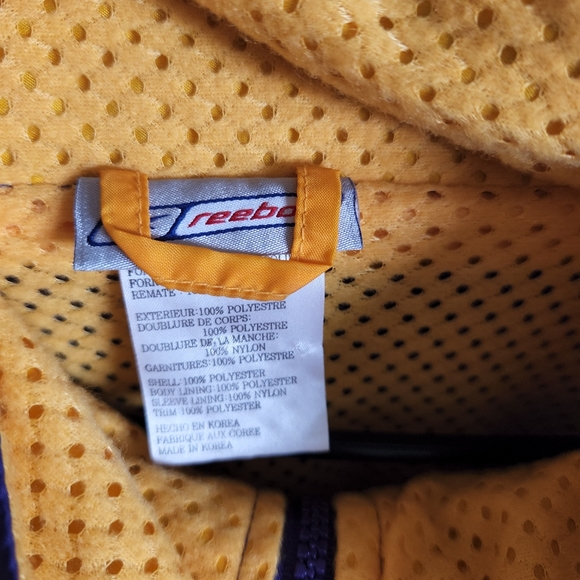 reebo
REMATE
EXTERIEUR:100% POLYESTRE
DOUBLURE DE CORPS:
100% POLYESTRE
DOUBLURE DE LA MANCHE:
100% NYLON
GARNITURES: 100% POLYESTRE
SHELL: 100% POLYESTER
BODY LINING: 100% POLYESTER
SLEEVE LINING: 100% NYLON
TRIM 100% POLYESTER
HECHO EN KOREA
FABRIQUE AUX COREE
MADE IN KOREA